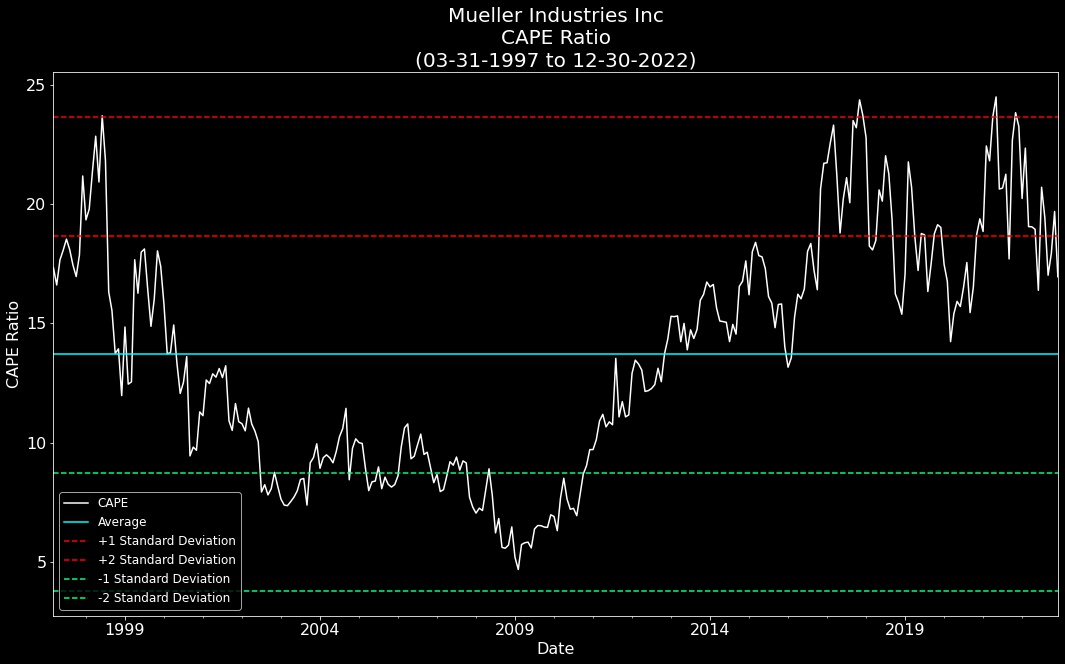 Mueller Industries Inc
CAPE Ratio
(03-31-1997 to 12-30-2022)
CAPE Ratio
25
20
15
10
5
CAPE
Average
+1 Standard Deviation
+2 Standard Deviation
-1 Standard Deviation
-2 Standard Deviation
1999 2004 2009 2014 2019
Date